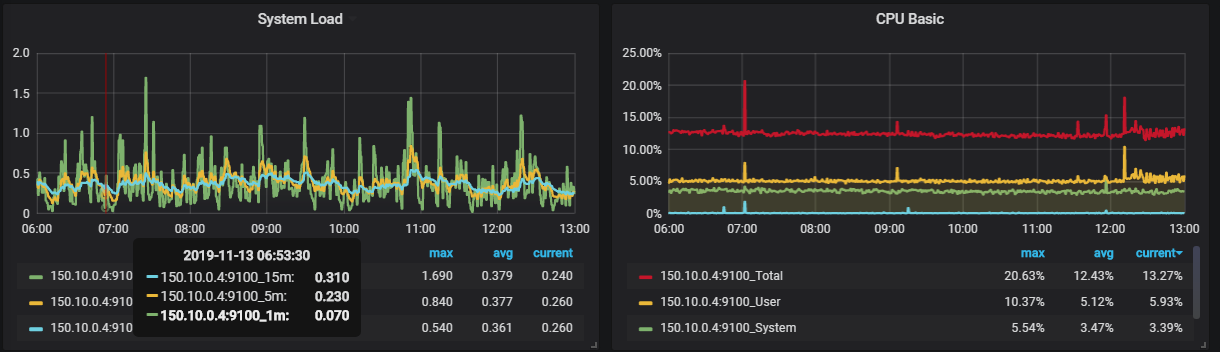 System Load
2.0
1.5
1.0
0.5
0
06:00 07:00 08:00 09:00 10:00 11:00 12:00 13:00
max avg current
150.10.0.4:9100 1.690 0.379 0.240
150.10.0.4:9100 0.840 0.377 0.260
150.10.0.4:9100 0.540 0.361 0.260
2019-11-13 06:53:30
150.10.0.4:9100_15m: 0.310
150.10.0.4:9100_5m: 0.230
150.10.0.4:9100_1m: 0.070
CPU Basic
25.00%
20.00%
15.00%
10.00%
5.00%
0%
06:00 07:00 08:00 09:00 10:00 11:00 12:00 13:00
max avg current
150.10.0.4:9100_Total 20.63% 12.43% 13.27%
150.10.0.4:9100_User 10.37% 5.12% 5.93%
150.10.0.4:9100_System 5.54% 3.47% 3.39%